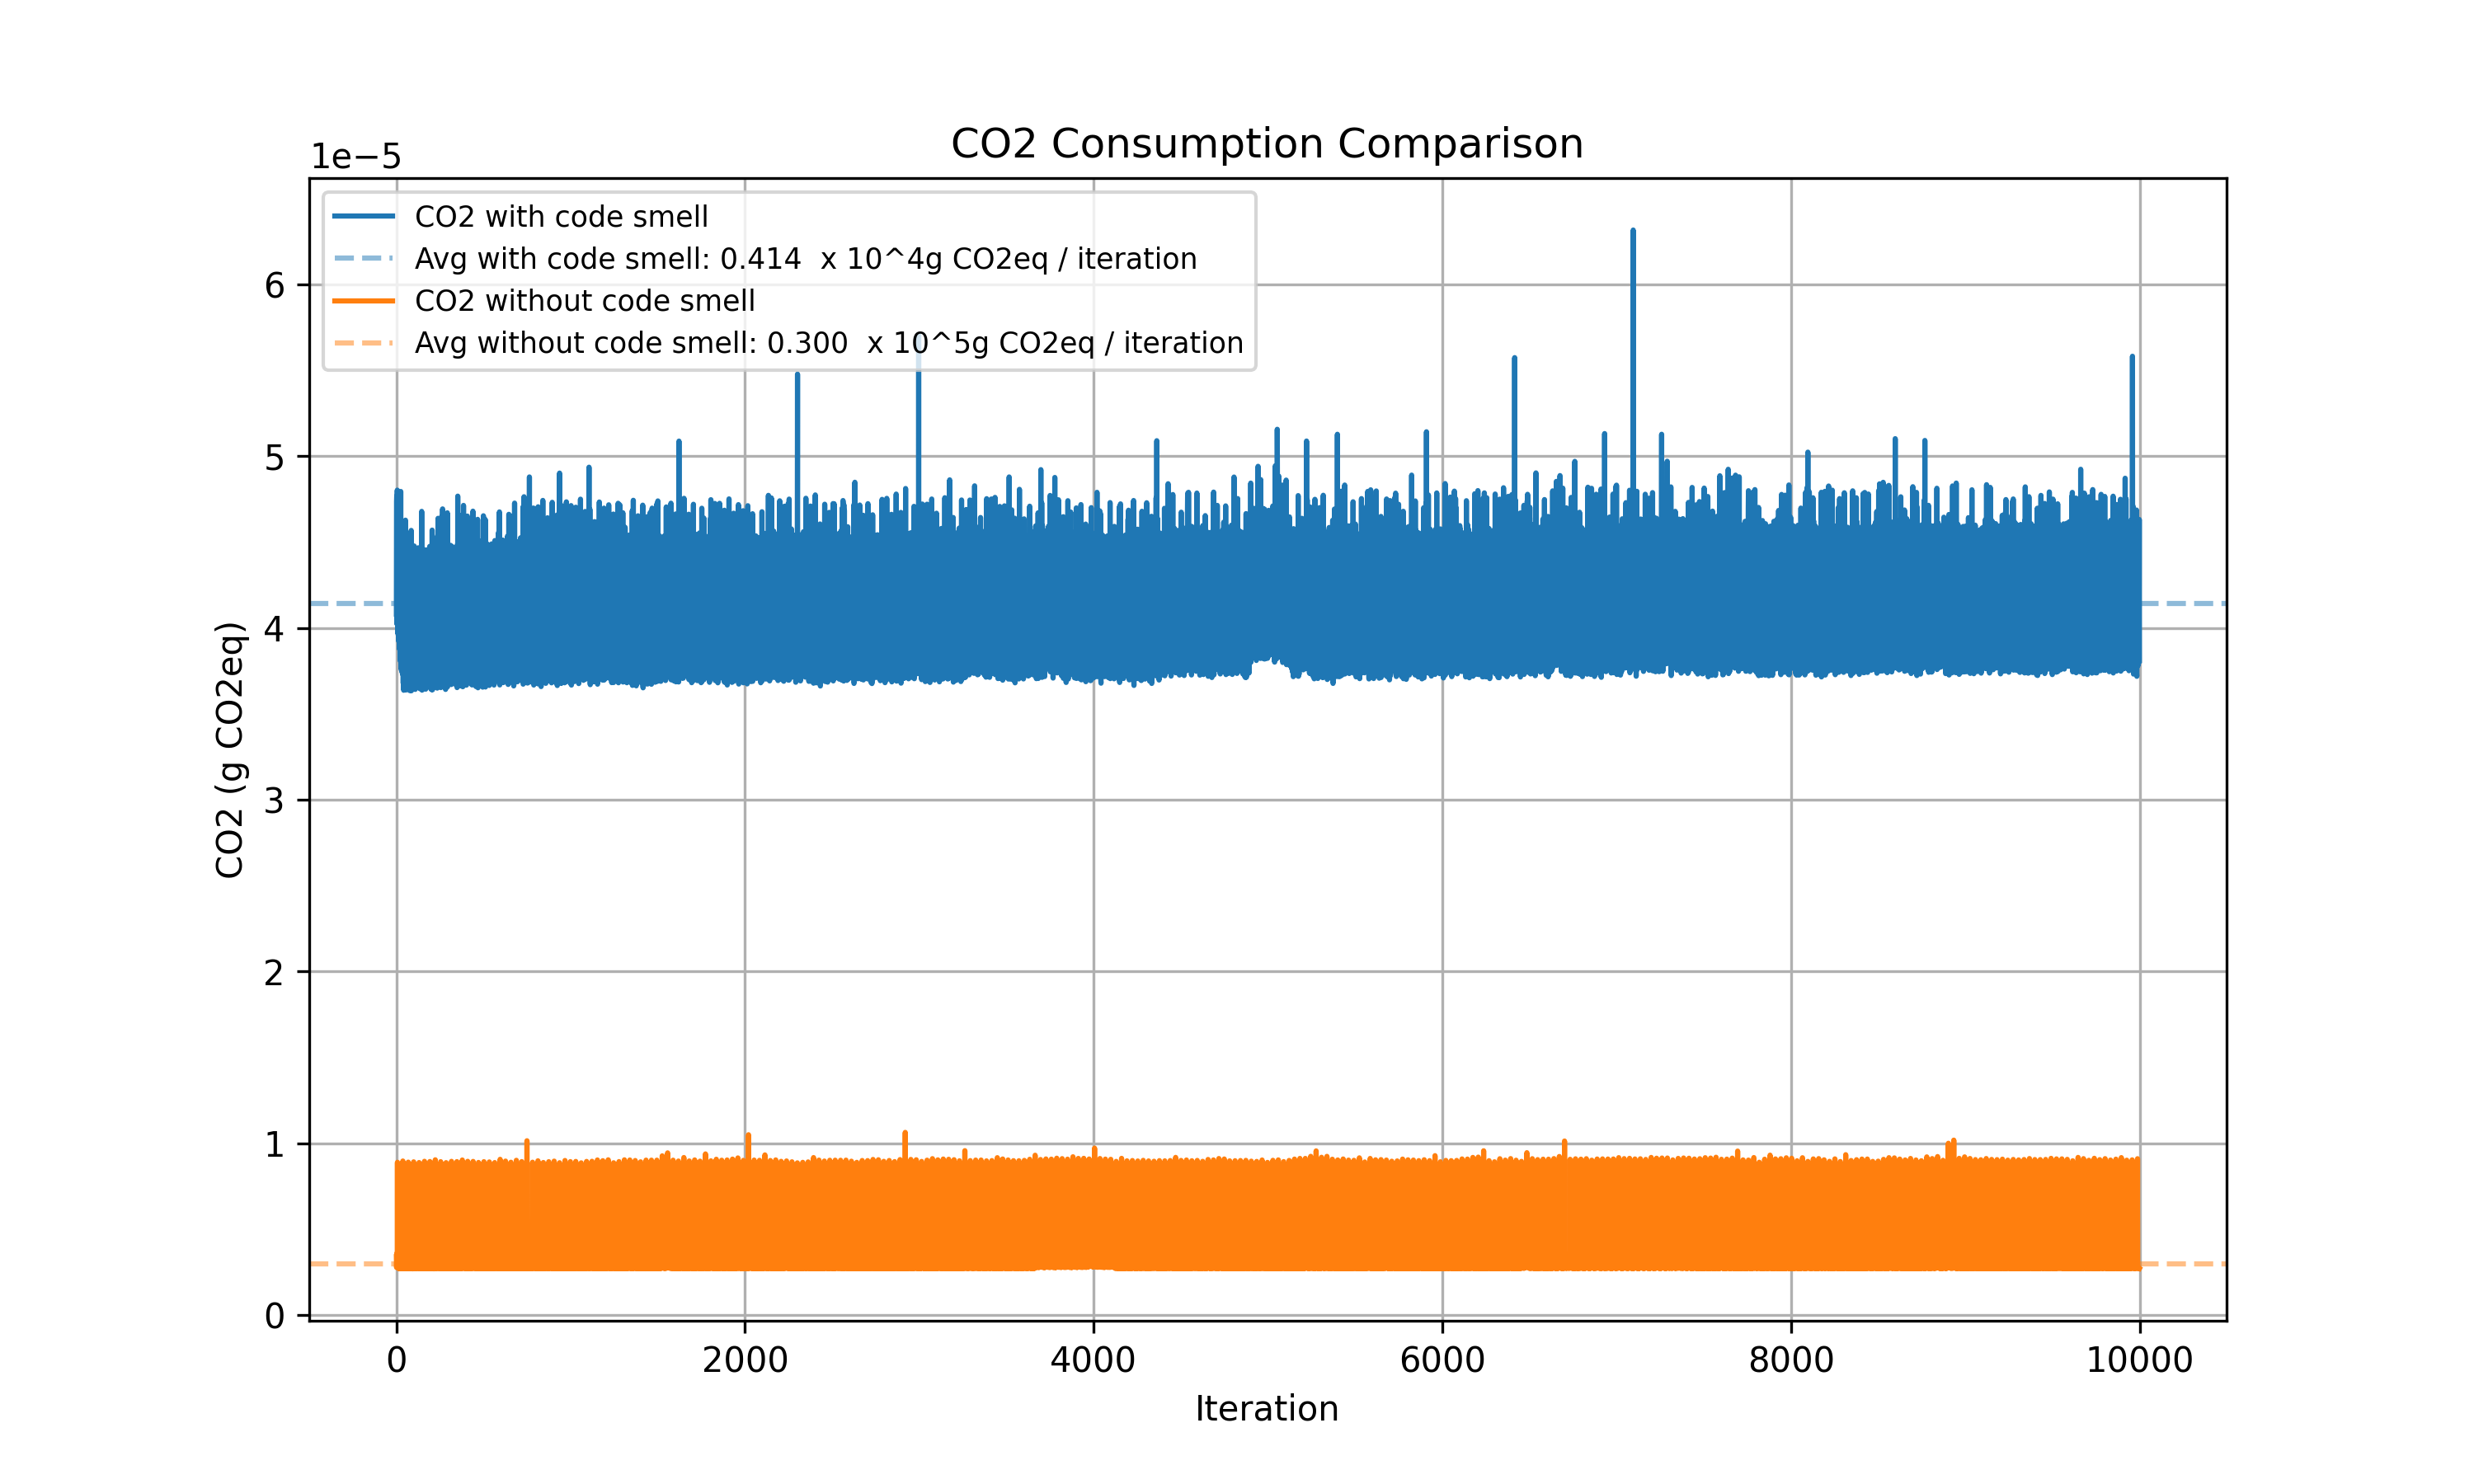 CO2 Consumption Comparison
1e−5
CO2 with code smell
Avg with code smell: 0.414  x 10^4g CO2eq / iteration
CO2 without code smell
Avg without code smell: 0.300  x 10^5g CO2eq / iteration
6
5
4
3
2
1
0
CO2 (g CO2eq)
0 2000 4000 6000 8000 10000
Iteration